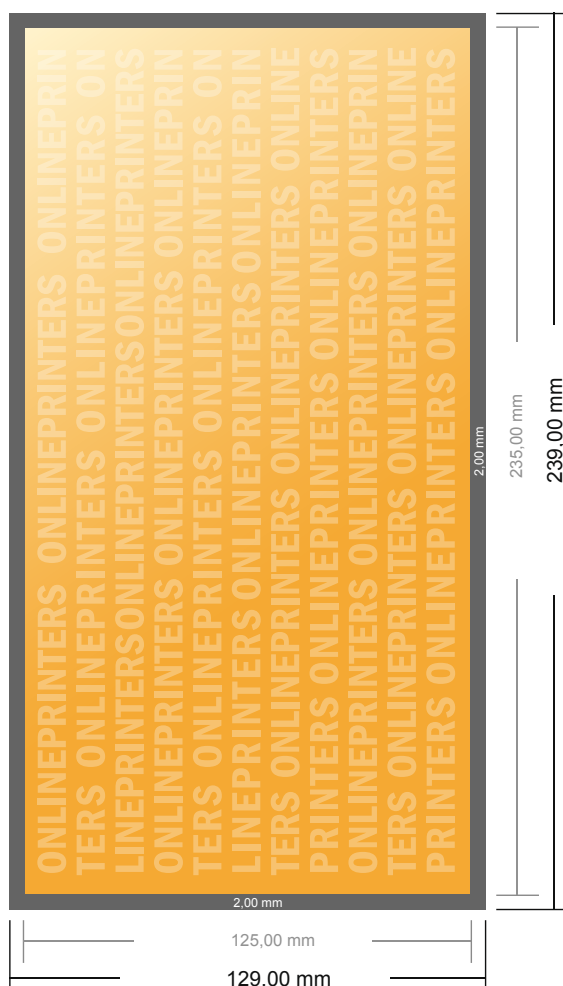 ONLINEPRINTERS ONLINEPRINTERS ONLINEPRIN
TERS ONLINEPRINTERS ONLINEPRINTERS ON
LINEPRINTERSONLINEPRINTERSONLINEPRINTERS
ONLINEPRINTERS ONLINEPRINTERS ONLINEPRIN
TERS ONLINEPRINTERS ONLINEPRINTERS ON
LINEPRINTERS ONLINEPRINTERS ONLINEPRIN
TERS ONLINEPRINTERS ONLINEPRINTERS ONLINE
PRINTERS ONLINEPRINTERS ONLINEPRINTERS
ONLINEPRINTERS ONLINEPRINTERS ONLINEPRIN
TERS ONLINEPRINTERS ONLINEPRINTERS ONLINE
PRINTERS ONLINEPRINTERS ONLINEPRINTERS
2,00 mm
235,00 mm
239.00 mm
2,00 mm
125,00 mm
129.00 mm